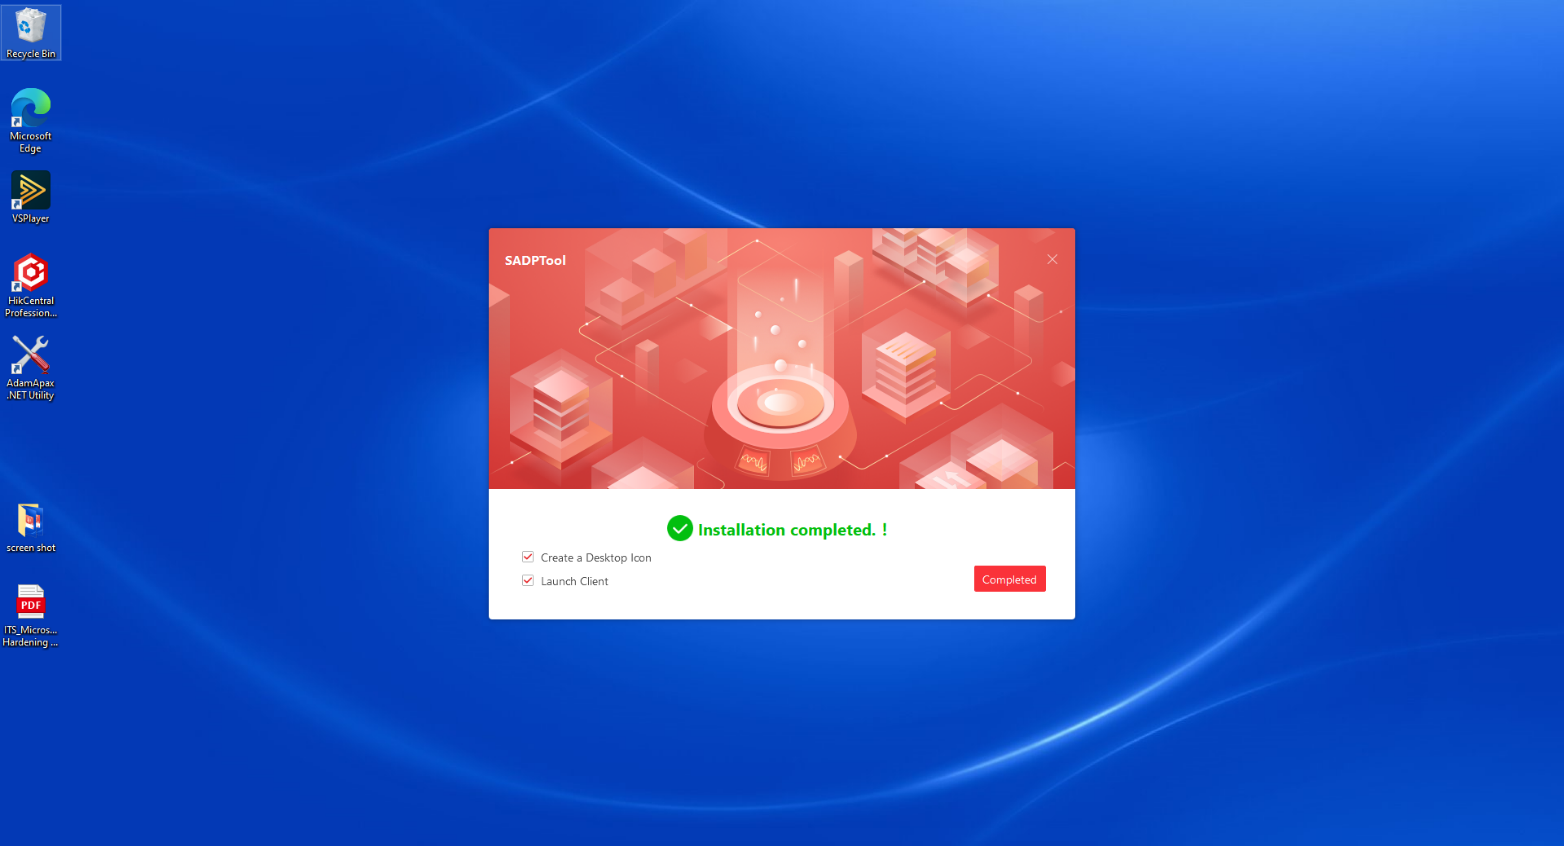 Recycle Bin
Microsoft
Edge
VSPlayer
HikCentral
Profession...
AdamApax
.NET Utility
screen shot
PDF
ITS_Micros...
Hardening ...
SADPTool
Installation completed. !
Create a Desktop Icon
Launch Client
Completed